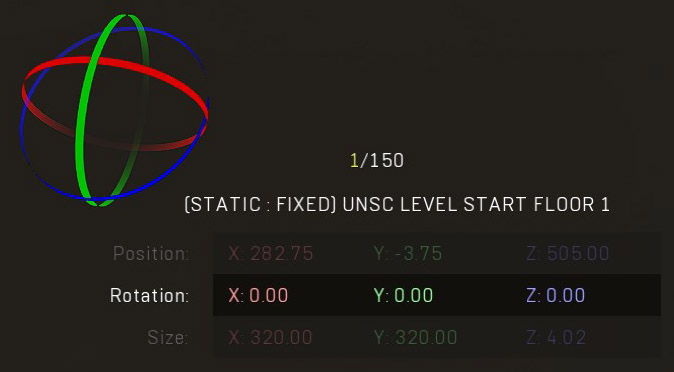 1/150
(STATIC : FIXED) UNSC LEVEL START FLOOR 1
Position: X: 282.75 Y: -3.75 Z: 505.00
Rotation: X: 0.00 Y: 0.00 Z: 0.00
Size: X: 320.00 Y: 320.00 Z: 4.02